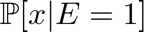 ℙ[x|E = 1]